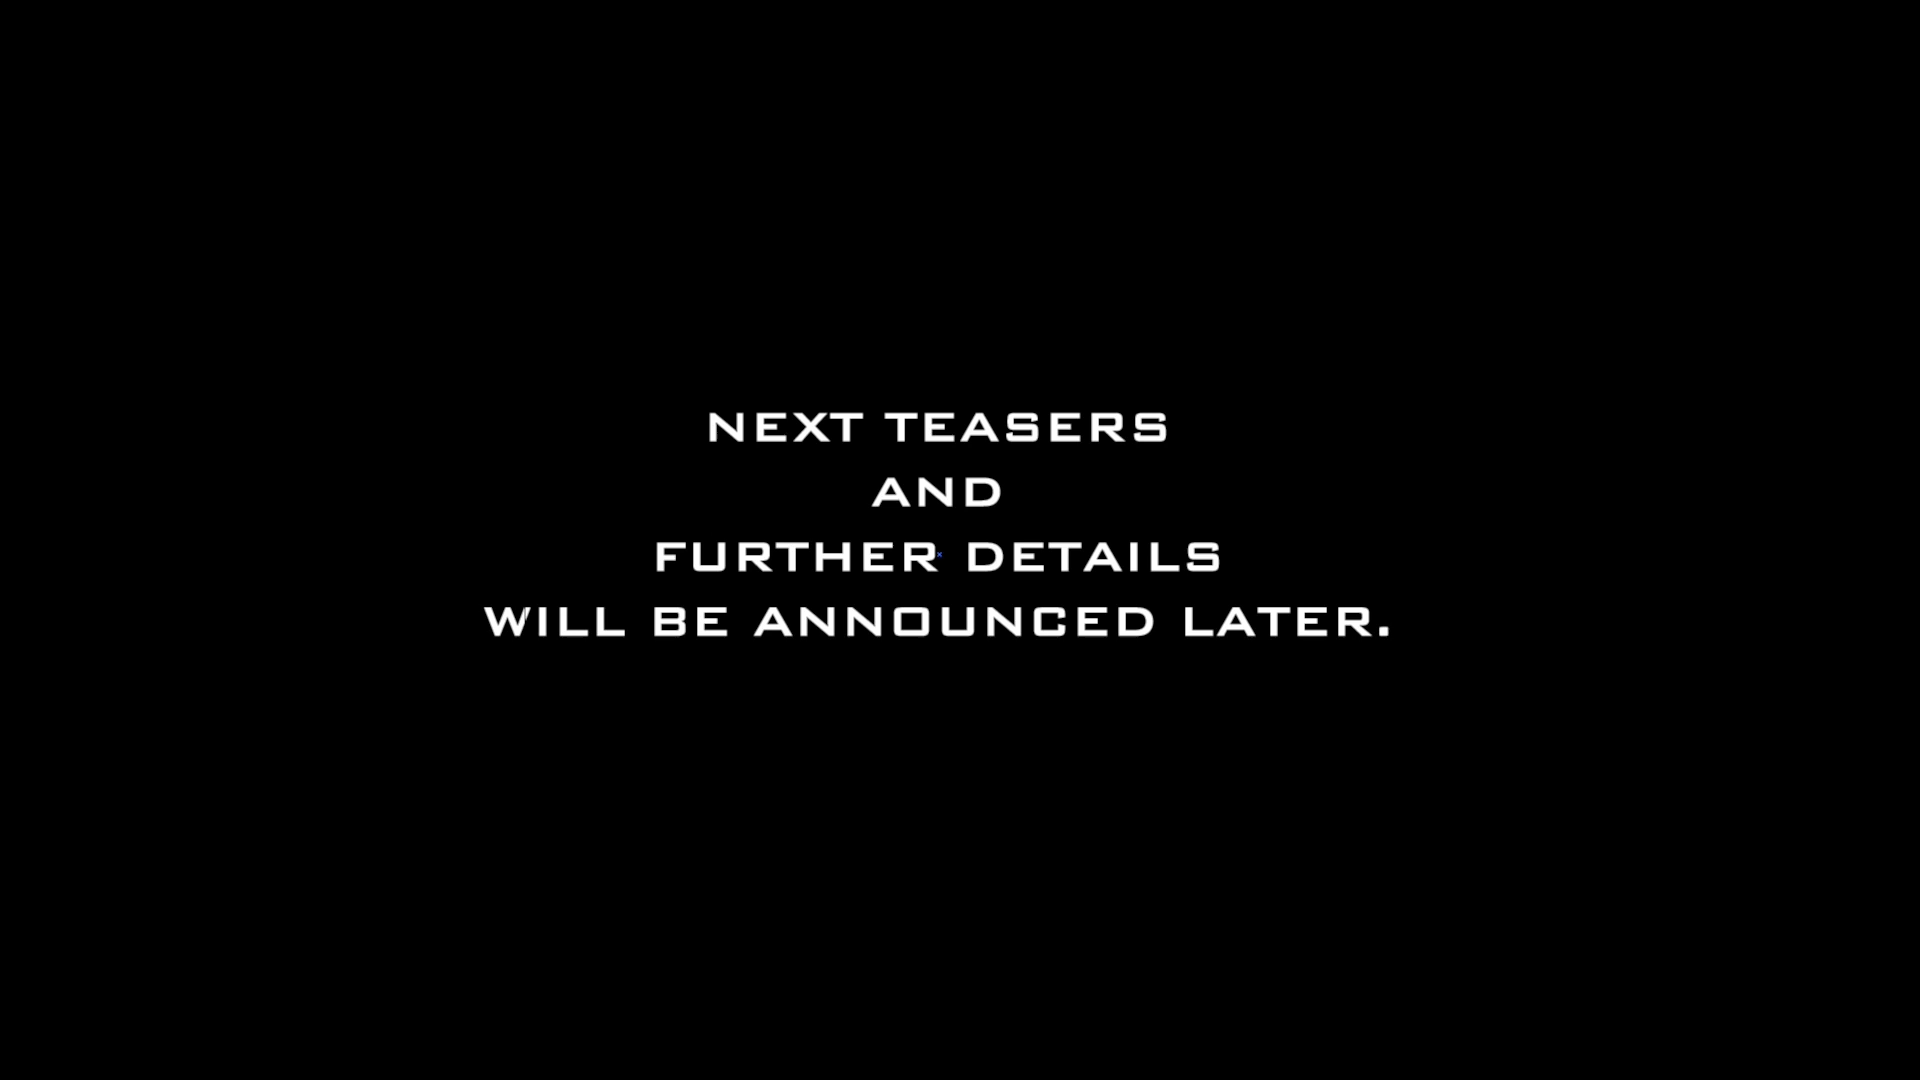 NEXT TEASERS
AND
FURTHER DETAILS
WILL BE ANNOUNCED LATER.